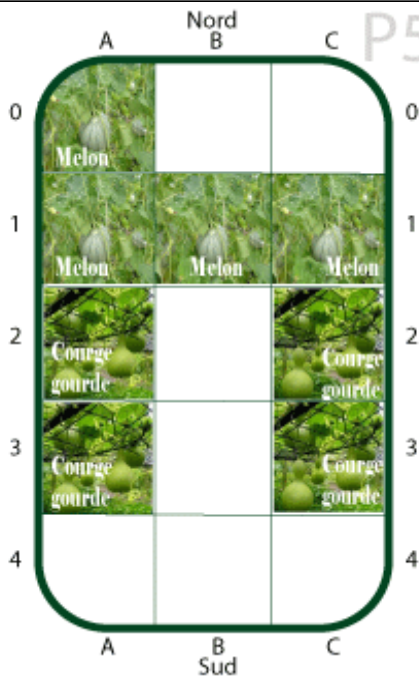 Nord
A B C
P5
0 0
Melon
1 1
Melon Melon Melon
2 2
Courge Courge
gourde gourde
3 3
Courge Courge
gourde gourde
4 4
A B C
Sud